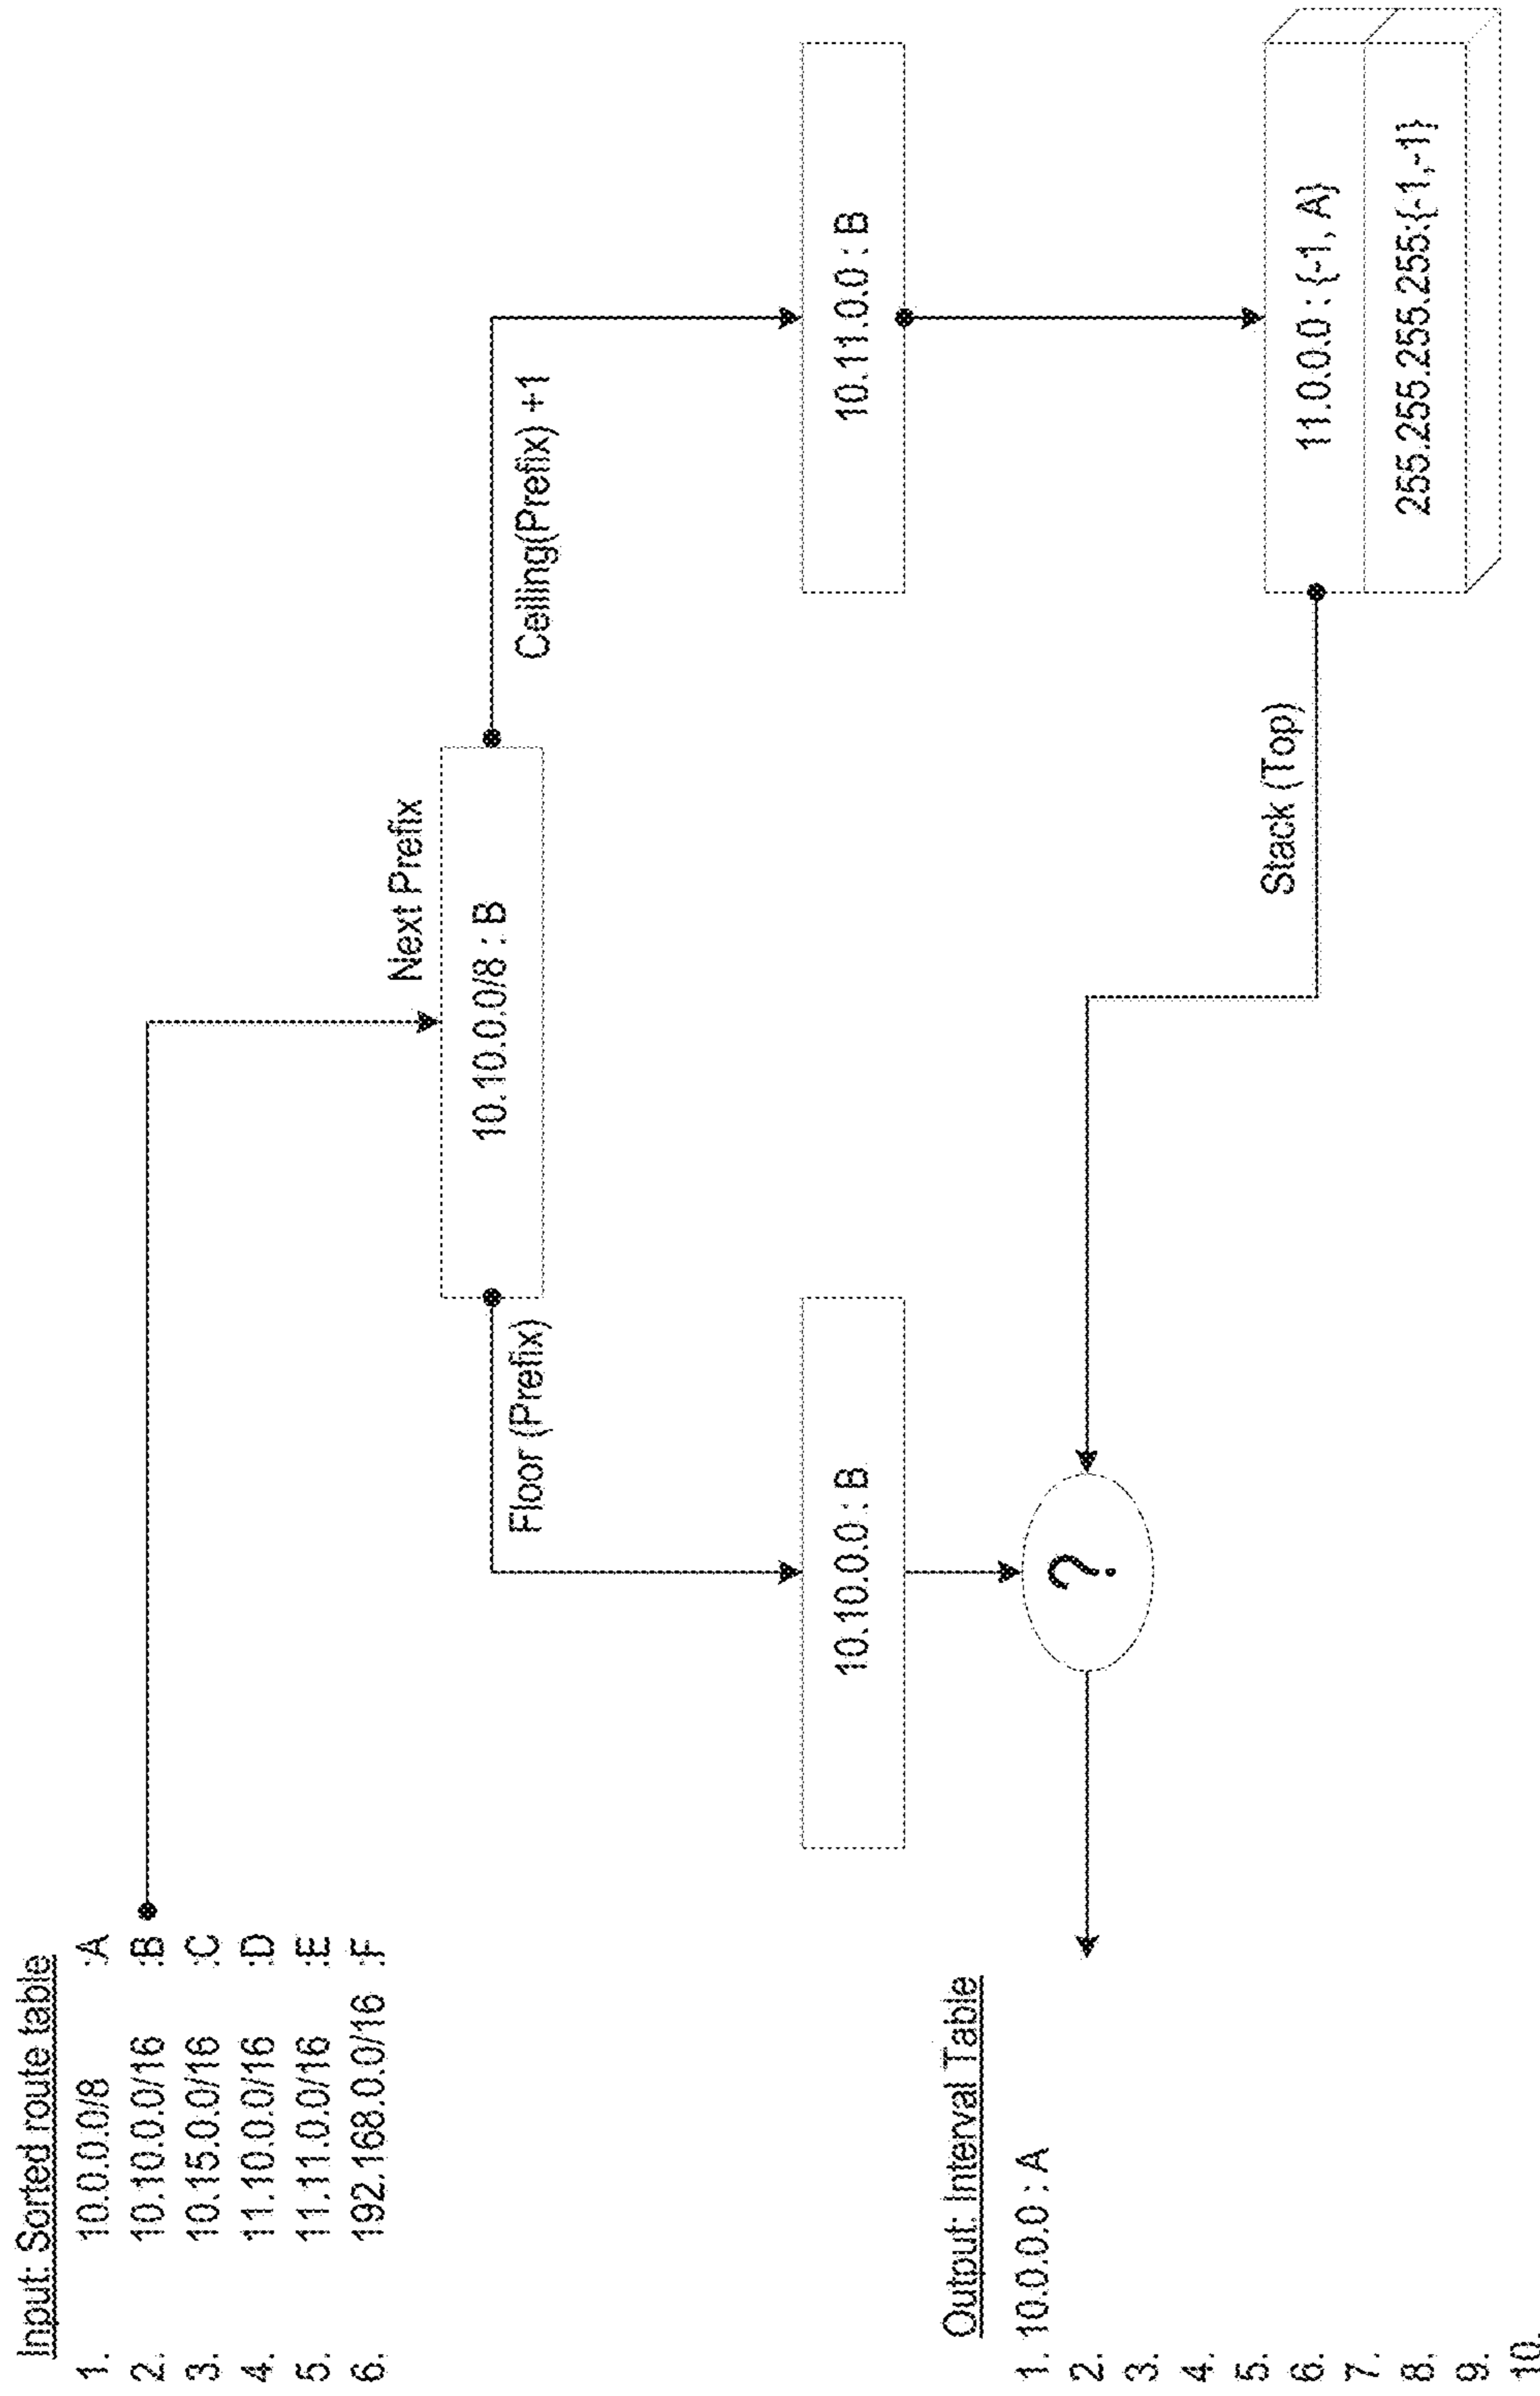 Input: Sorted route table
1. 10.0.0.0/8 :A
2. 10.10.0.0/16 :B
3. 10.15.0.0/16 :C
4. 11.10.0.0/16 :D
5. 11.11.0.0/16 :E
6. 192.168.0.0/16 :F
Next Prefix
10.10.0.0/8 : B
Floor (Prefix)
Ceiling(Prefix) +1
10.10.0.0 : B
10.11.0.0 : B
?
Stack (Top)
11.0.0.0 : {-1, A}
255.255.255.255:{-1,-1}
Output: Interval Table
1. 10.0.0.0 : A
2.
3.
4.
5.
6.
7.
8.
9.
10.